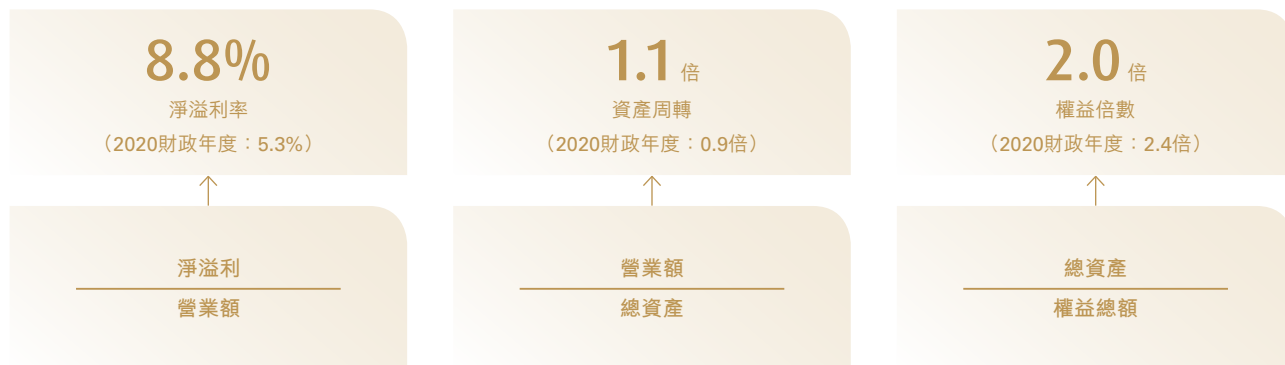 8.8%
淨溢利率
（2020財政年度：5.3%）
淨溢利
營業額
1.1 倍
資產周轉
（2020財政年度：0.9倍）
營業額
總資產
2.0 倍
權益倍數
（2020財政年度：2.4倍）
總資產
權益總額